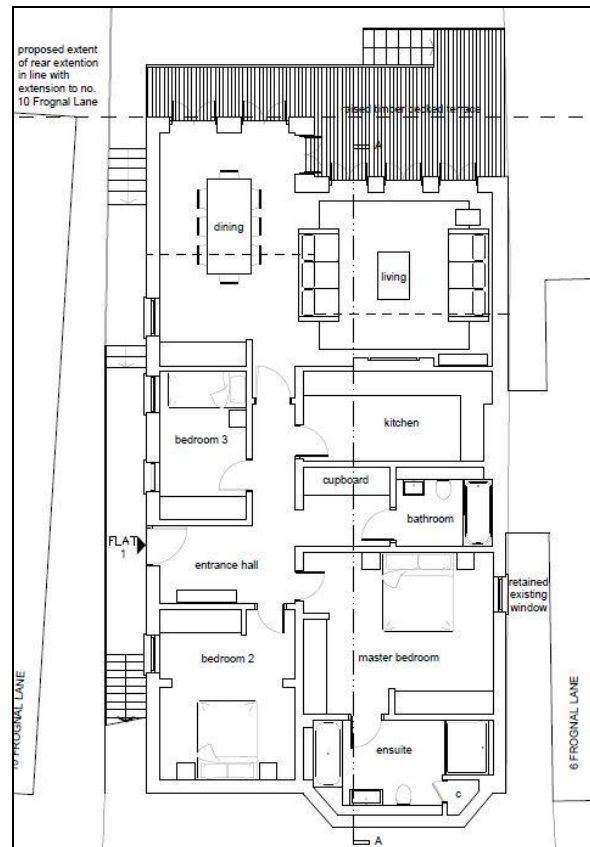 proposed extent
of rear extention
in line with
extension to no.
10 Frognal Lane
raised timber decked terrace
A
dining
living
bedroom 3
kitchen
cupboard
bathroom
FLAT
1
entrance hall
retained
existing
window
bedroom 2
master bedroom
ensuite
c
10 FROGNAL LANE
6 FROGNAL LANE
A